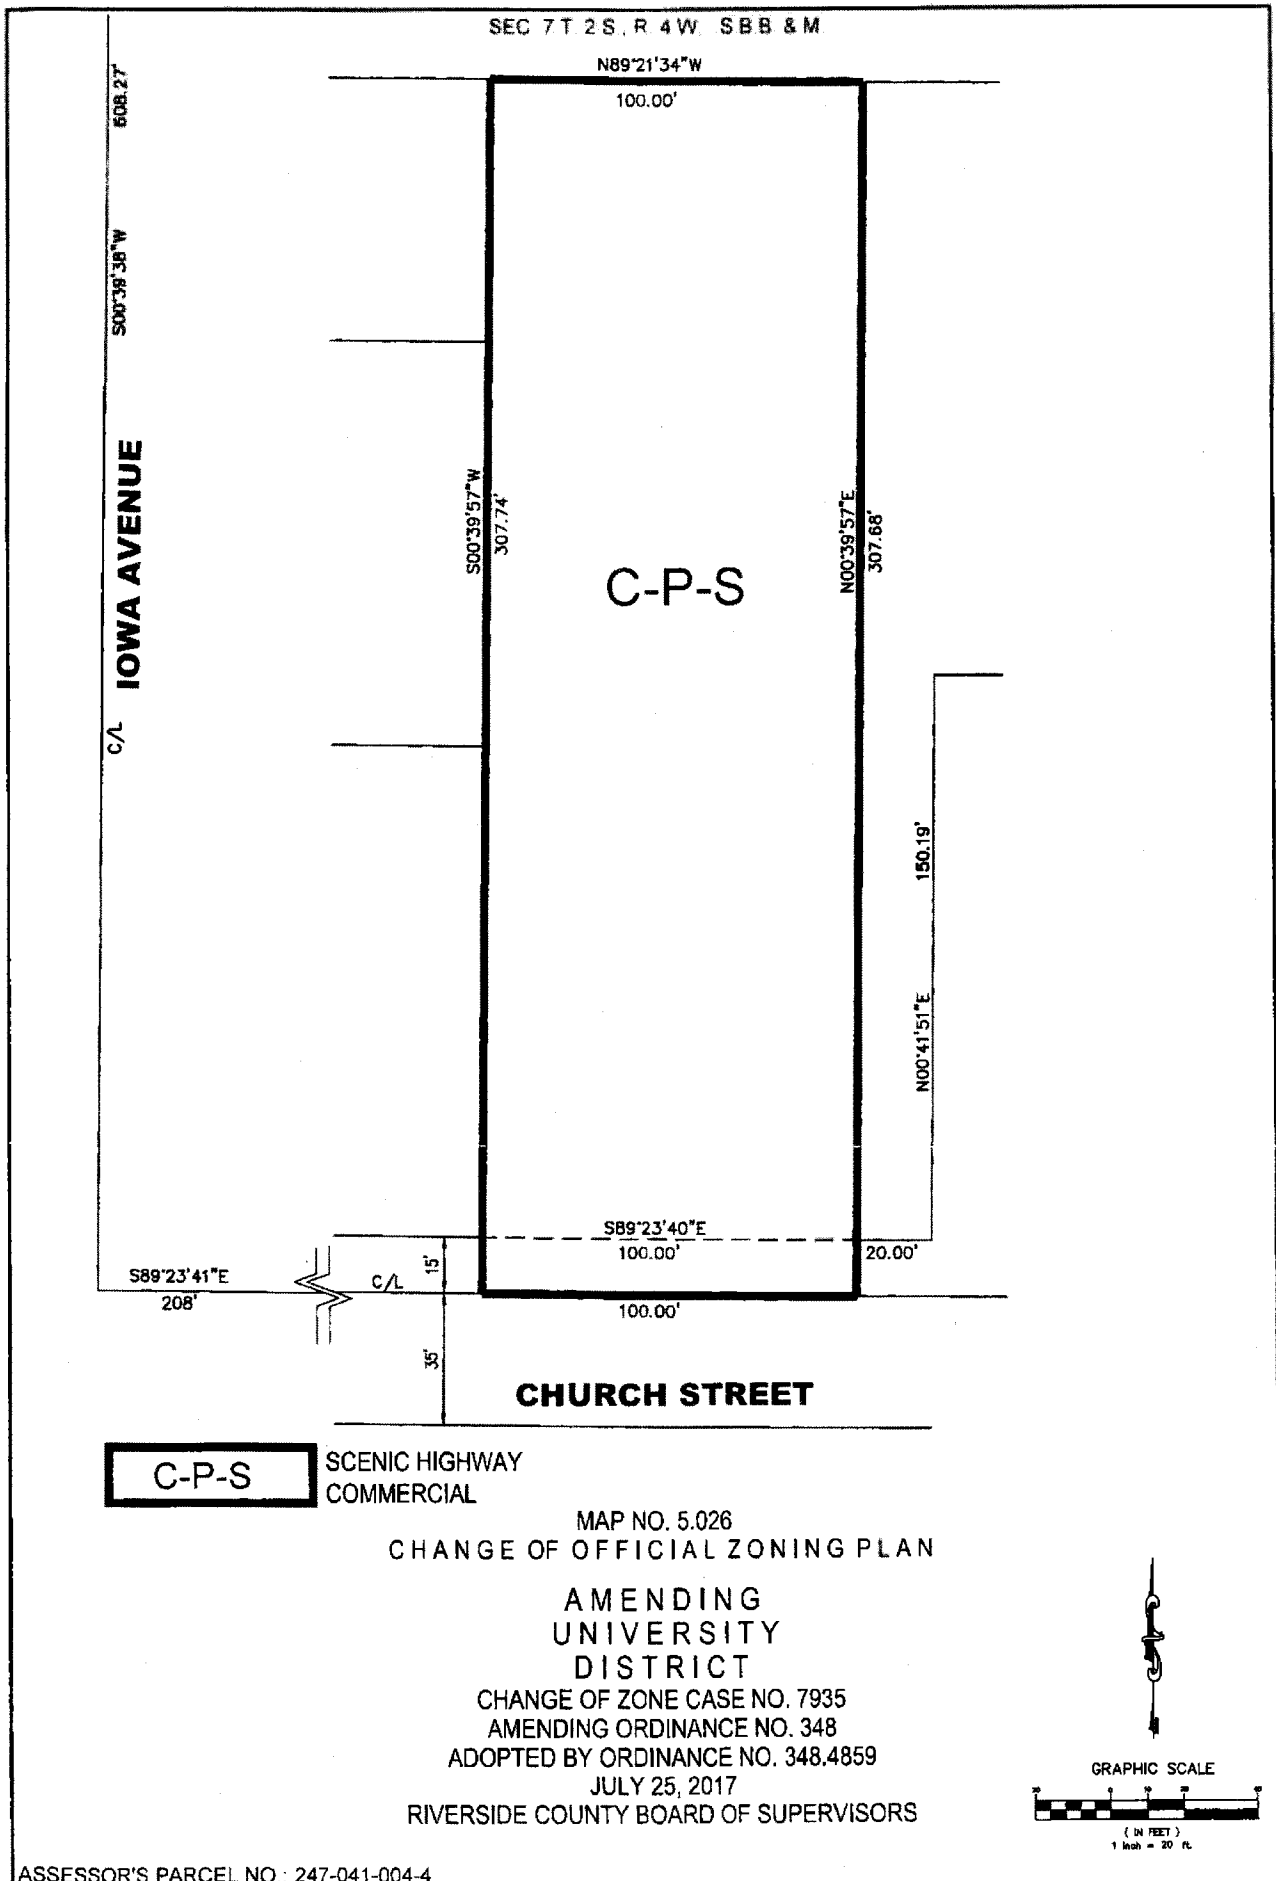 SEC 7 T. 2 S., R. 4 W. S.B.B. & M
N89°21'34"W
100.00'
608.27'
S00°39'38"W
IOWA AVENUE
C/L
S00°39'57"W
307.74'
N00°39'57"E
307.68'
C-P-S
150.19'
N00°41'51"E
S89°23'40"E
100.00'
20.00'
15'
S89°23'41"E
208'
C/L
100.00'
35'
CHURCH STREET
C-P-S
SCENIC HIGHWAY
COMMERCIAL
MAP NO. 5.026
CHANGE OF OFFICIAL ZONING PLAN
AMENDING
UNIVERSITY
DISTRICT
CHANGE OF ZONE CASE NO. 7935
AMENDING ORDINANCE NO. 348
ADOPTED BY ORDINANCE NO. 348.4859
JULY 25, 2017
RIVERSIDE COUNTY BOARD OF SUPERVISORS
GRAPHIC SCALE
20 0 10 20 40
( IN FEET )
1 inch = 20 ft.
ASSESSOR'S PARCEL NO.: 247-041-004-4